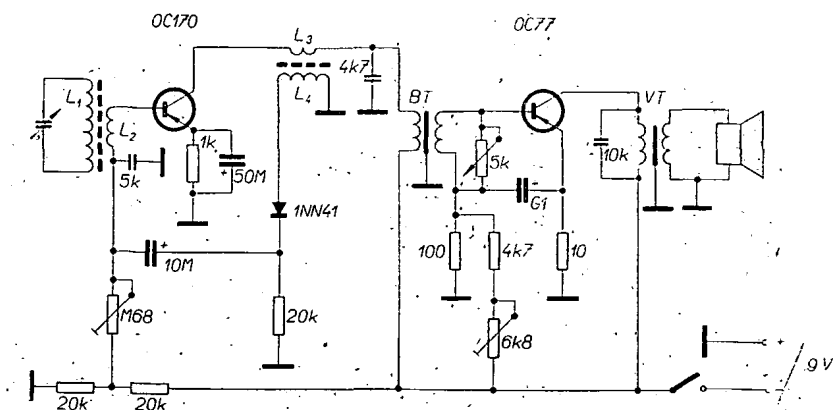 OC170
OC77
L3
4k7
L4
BT
VT
L1
L2
1k
50M
5k
5k
10k
1NN41
G1
+
10M
+
+
100
4k7
10
M68
20k
6k8
+
9V
-
20k
20k